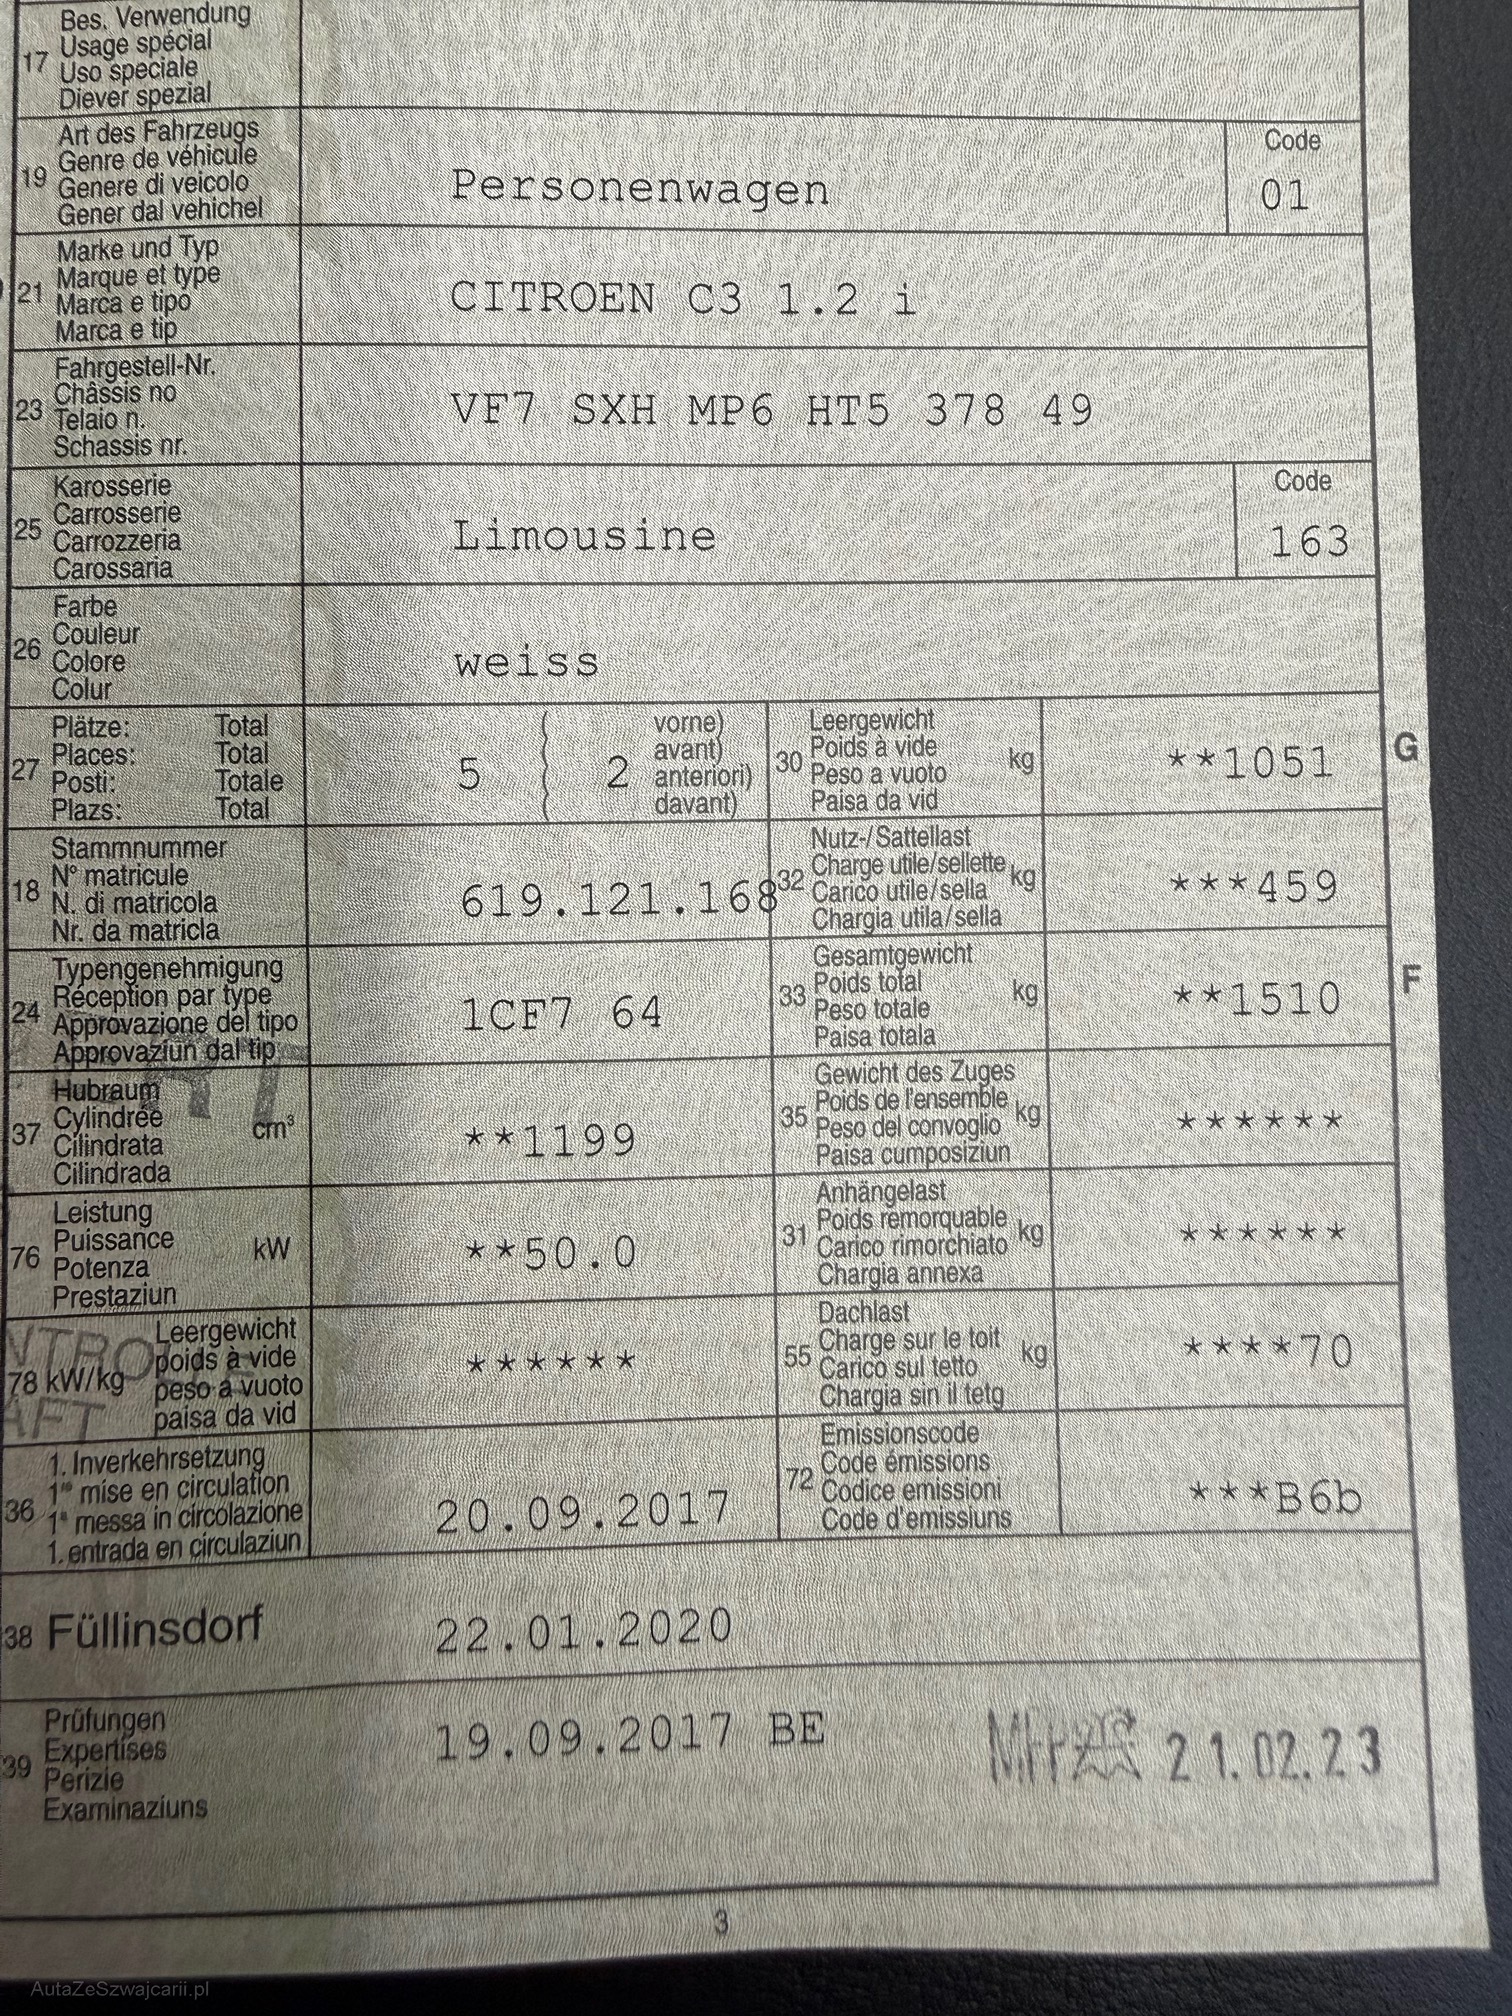 17
Bes. Verwendung
Usage spécial
Uso speciale
Diever spezial
19
Art des Fahrzeugs
Genre de véhicule
Genere di veicolo
Gener dal vehichel
Personenwagen
Code
01
21
Marke und Typ
Marque et type
Marca e tipo
Marca e tip
CITROEN C3 1.2 i
23
Fahrgestell-Nr.
Châssis no
Telaio n.
Schassis nr.
VF7 SXH MP6 HT5 378 49
25
Karosserie
Carrosserie
Carrozzeria
Carossaria
Limousine
Code
163
26
Farbe
Couleur
Colore
Colur
weiss
27
Plätze: Total
Places: Total
Posti: Totale
Plazs: Total
5 { 2
vorne)
avant)
anteriori)
davant)
30
Leergewicht
Poids à vide
Peso a vuoto
Paisa da vid
kg
**1051
G
18
Stammnummer
N° matricule
N. di matricola
Nr. da matricla
619.121.168
32
Nutz-/Sattellast
Charge utile/sellette
Carico utile/sella
Chargia utila/sella
kg
***459
24
Typengenehmigung
Réception par type
Approvazione del tipo
Approvaziun dal tip
1CF7 64
33
Gesamtgewicht
Poids total
Peso totale
Paisa totala
kg
**1510
F
37
Hubraum
Cylindrée
Cilindrata
Cilindrada
cm³
**1199
35
Gewicht des Zuges
Poids de l'ensemble
Peso del convoglio
Paisa cumposiziun
kg
******
76
Leistung
Puissance
Potenza
Prestaziun
kW
**50.0
31
Anhängelast
Poids remorquable
Carico rimorchiato
Chargia annexa
kg
******
78 kW/kg
Leergewicht
poids à vide
peso a vuoto
paisa da vid
******
55
Dachlast
Charge sur le toit
Carico sul tetto
Chargia sin il tetg
kg
****70
36
1. Inverkehrsetzung
1re mise en circulation
1a messa in circolazione
1. entrada en circulaziun
20.09.2017
72
Emissionscode
Code émissions
Codice emissioni
Code d'emissiuns
***B6b
38 Füllinsdorf
22.01.2020
39
Prüfungen
Expertises
Perizie
Examinaziuns
19.09.2017 BE
21.02.23
3
AutaZeSzwajcarii.pl